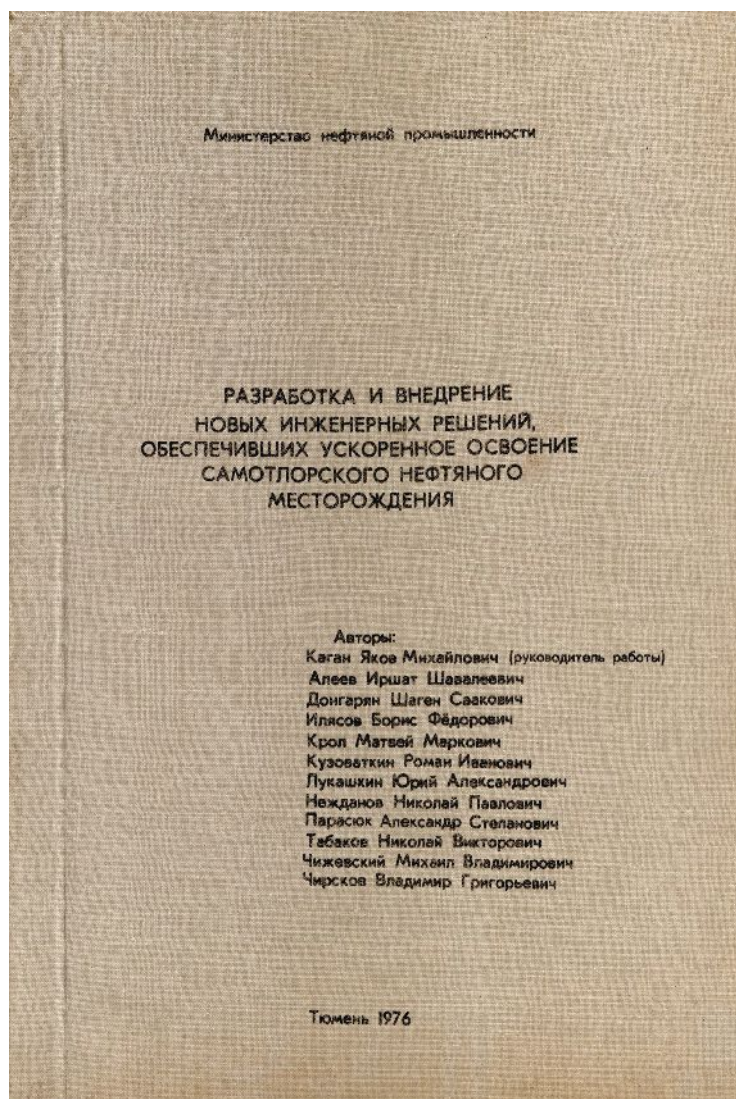 Министерство нефтяной промышленности
РАЗРАБОТКА И ВНЕДРЕНИЕ
НОВЫХ ИНЖЕНЕРНЫХ РЕШЕНИЙ,
ОБЕСПЕЧИВШИХ УСКОРЕННОЕ ОСВОЕНИЕ
САМОТЛОРСКОГО НЕФТЯНОГО
МЕСТОРОЖДЕНИЯ
Авторы:
Каган Яков Михайлович (руководитель работы)
Алеев Иршат Шавалеевич
Донгарян Шаген Саакович
Илясов Борис Фёдорович
Крол Матвей Маркович
Кузоваткин Роман Иванович
Лукашкин Юрий Александрович
Нежданов Николай Павлович
Парасюк Александр Степанович
Табаков Николай Викторович
Чижевский Михаил Владимирович
Чирсков Владимир Григорьевич
Тюмень 1976